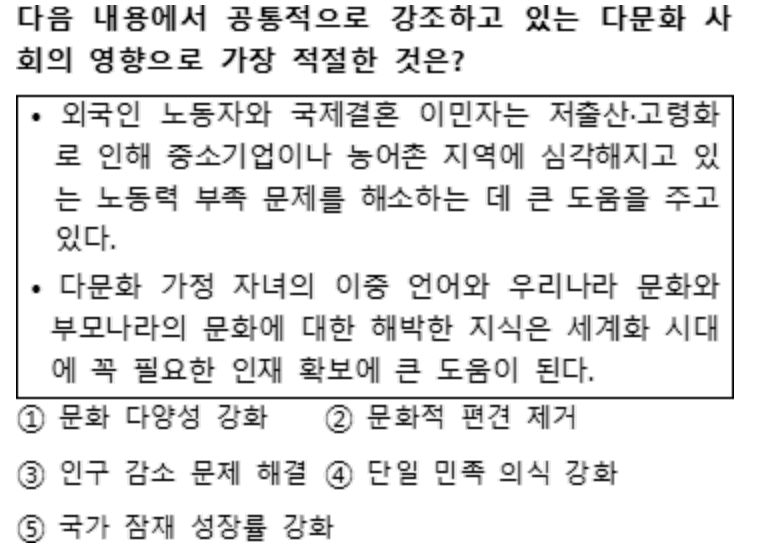 다음 내용에서 공통적으로 강조하고 있는 다문화 사
회의 영향으로 가장 적절한 것은?
• 외국인 노동자와 국제결혼 이민자는 저출산·고령화
로 인해 중소기업이나 농어촌 지역에 심각해지고 있
는 노동력 부족 문제를 해소하는 데 큰 도움을 주고
있다.
• 다문화 가정 자녀의 이중 언어와 우리나라 문화와
부모나라의 문화에 대한 해박한 지식은 세계화 시대
에 꼭 필요한 인재 확보에 큰 도움이 된다.
① 문화 다양성 강화 ② 문화적 편견 제거
③ 인구 감소 문제 해결 ④ 단일 민족 의식 강화
⑤ 국가 잠재 성장률 강화